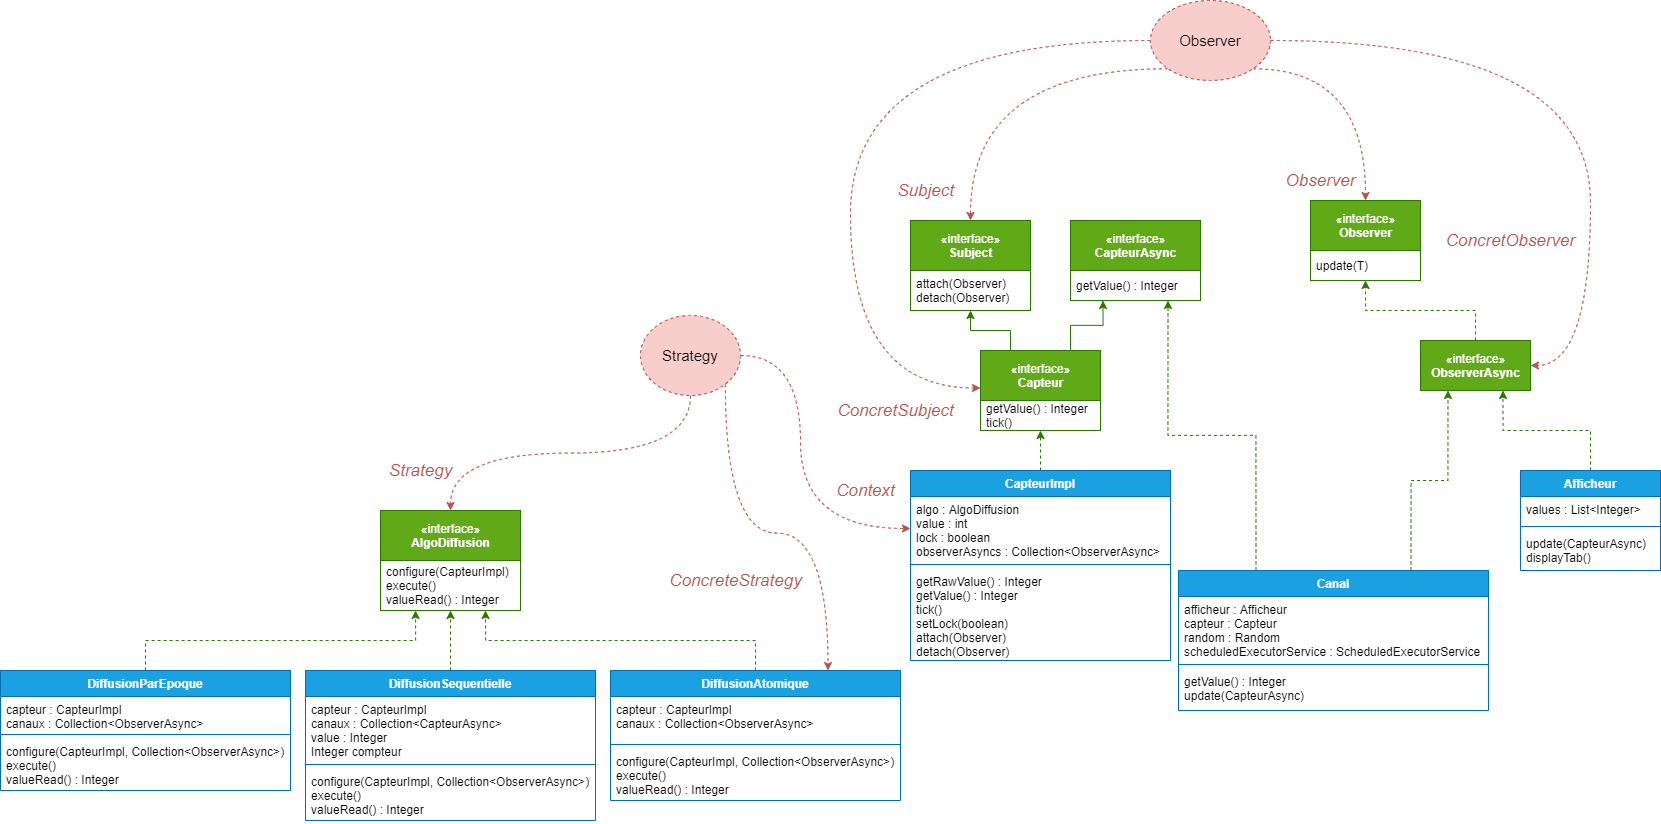 Observer
Subject
Observer
ConcretObserver
«interface»
Subject
attach(Observer)
detach(Observer)
«interface»
CapteurAsync
getValue() : Integer
«interface»
Observer
update(T)
Strategy
«interface»
Capteur
getValue() : Integer
tick()
ConcretSubject
«interface»
ObserverAsync
Strategy
Context
ConcreteStrategy
«interface»
AlgoDiffusion
configure(CapteurImpl)
execute()
valueRead() : Integer
CapteurImpl
algo : AlgoDiffusion
value : int
lock : boolean
observerAsyncs : Collection<ObserverAsync>
getRawValue() : Integer
getValue() : Integer
tick()
setLock(boolean)
attach(Observer)
detach(Observer)
Afficheur
values : List<Integer>
update(CapteurAsync)
displayTab()
Canal
afficheur : Afficheur
capteur : Capteur
random : Random
scheduledExecutorService : ScheduledExecutorService
getValue() : Integer
update(CapteurAsync)
DiffusionParEpoque
capteur : CapteurImpl
canaux : Collection<ObserverAsync>
configure(CapteurImpl, Collection<ObserverAsync>)
execute()
valueRead() : Integer
DiffusionSequentielle
capteur : CapteurImpl
canaux : Collection<CapteurAsync>
value : Integer
Integer compteur
configure(CapteurImpl, Collection<ObserverAsync>)
execute()
valueRead() : Integer
DiffusionAtomique
capteur : CapteurImpl
canaux : Collection<ObserverAsync>
configure(CapteurImpl, Collection<ObserverAsync>)
execute()
valueRead() : Integer